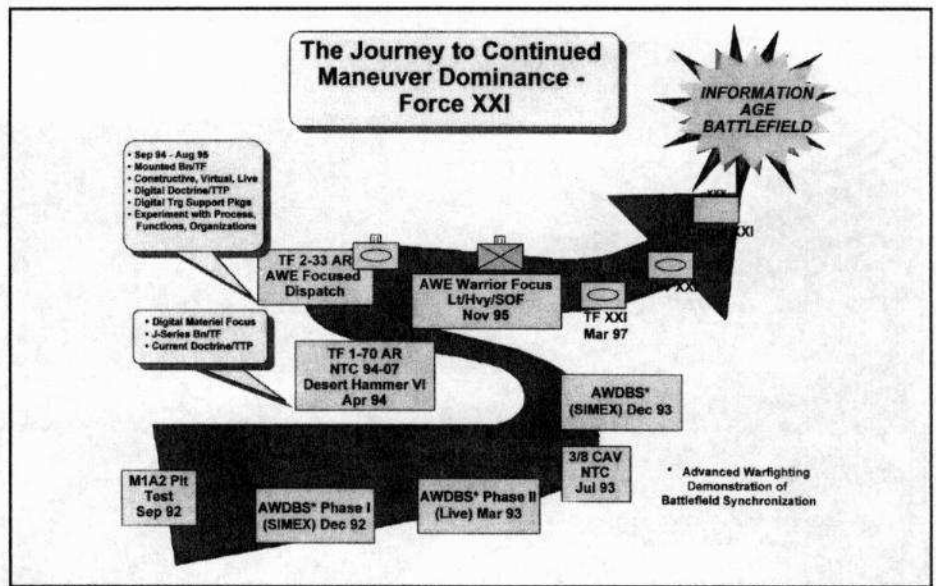 The Journey to Continued
Maneuver Dominance -
Force XXI
INFORMATION
AGE
BATTLEFIELD
• Sep 94 - Aug 95
• Mounted Bn/TF
• Constructive, Virtual, Live
• Digital Doctrine/TTP
• Digital Trg Support Pkgs
• Experiment with Process,
Functions, Organizations
TF 2-33 AR
AWE Focused
Dispatch
AWE Warrior Focus
Lt/Hvy/SOF
Nov 95
TF XXI
Mar 97
XXI
XXI
• Digital Materiel Focus
• J-Series Bn/TF
• Current Doctrine/TTP
TF 1-70 AR
NTC 94-07
Desert Hammer VI
Apr 94
AWDBS*
(SIMEX) Dec 93
M1A2 Plt
Test
Sep 92
AWDBS* Phase I
(SIMEX) Dec 92
AWDBS* Phase II
(Live) Mar 93
3/8 CAV
NTC
Jul 93
* Advanced Warfighting
Demonstration of
Battlefield Synchronization